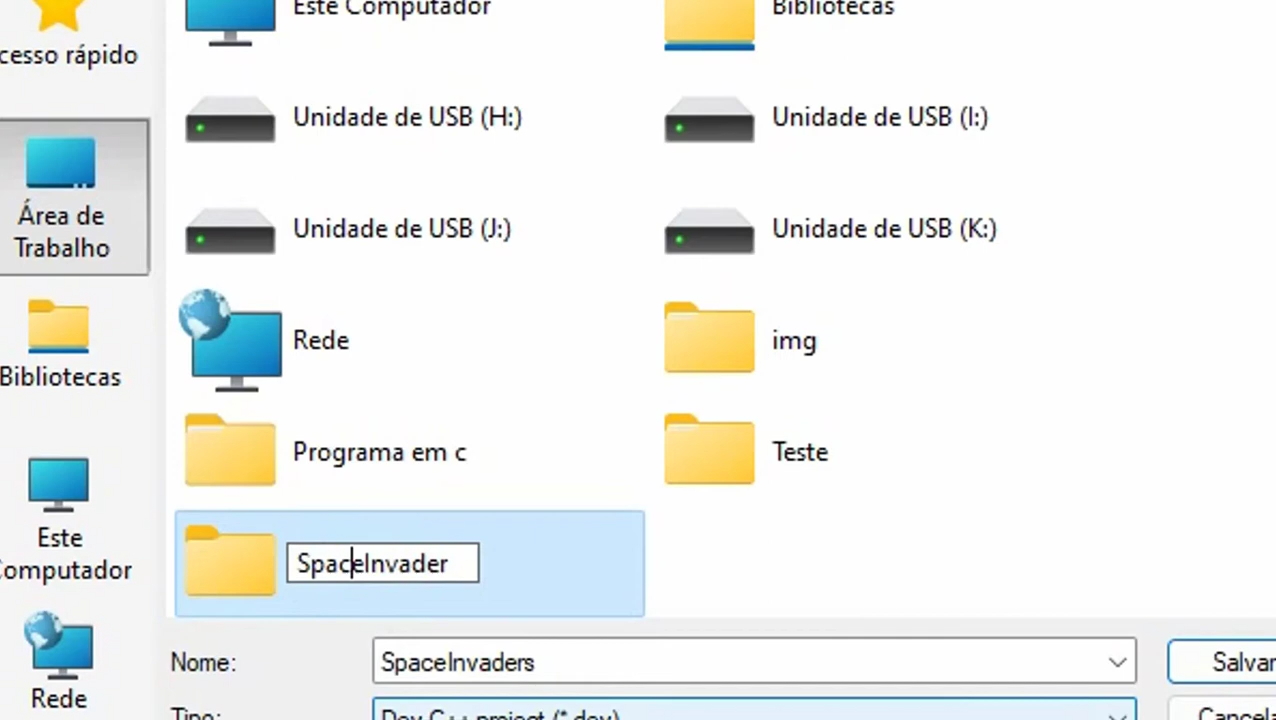 Este Computador
Bibliotecas
cesso rápido
Unidade de USB (H:)
Unidade de USB (I:)
Área de
Trabalho
Unidade de USB (J:)
Unidade de USB (K:)
Rede
img
Bibliotecas
Programa em c
Teste
Este
Computador
SpaceInvader
Rede
Nome:
SpaceInvaders
Salvar
Tipo:
Dev C++ project (*.dev)
Cancela